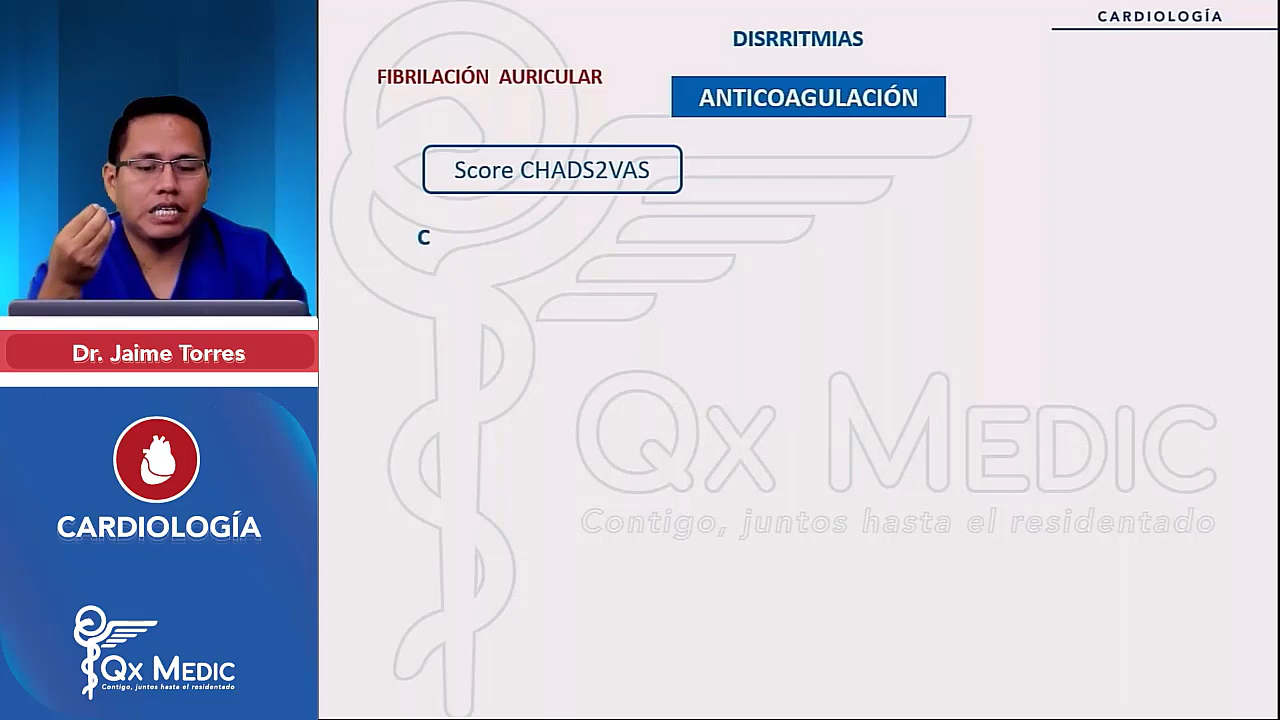 CARDIOLOGÍA
DISRRITMIAS
FIBRILACIÓN AURICULAR
ANTICOAGULACIÓN
Score CHADS2VAS
C
QX MEDIC
Contigo, juntos hasta el residentado
Dr. Jaime Torres
CARDIOLOGÍA
QX MEDIC
Contigo, juntos hasta el residentado